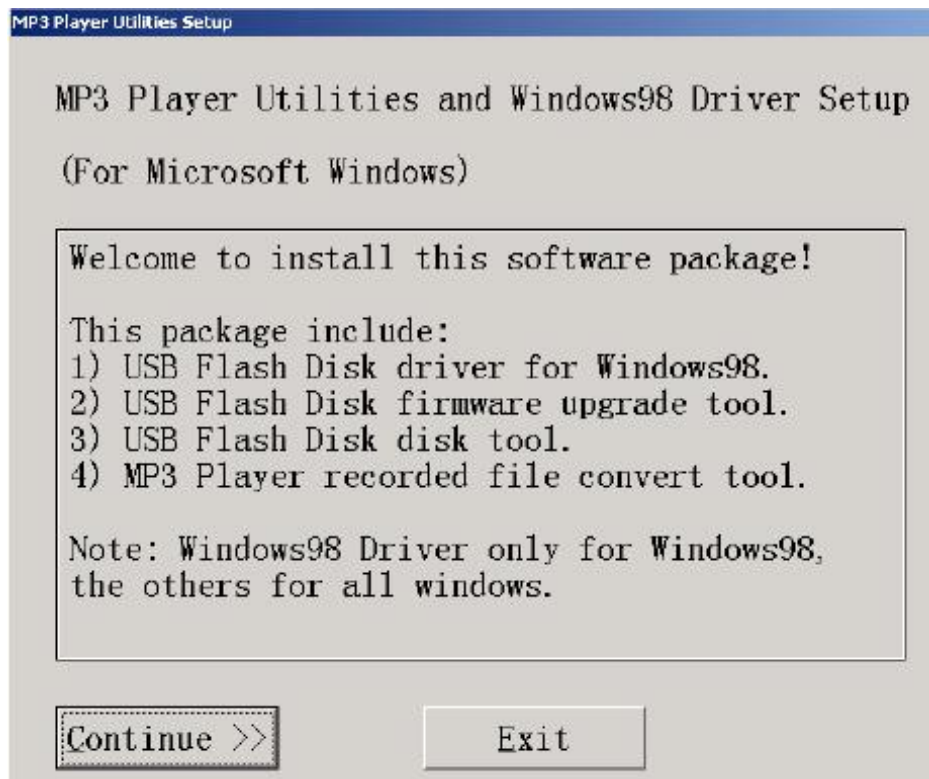 MP3 Player Utilities Setup
MP3 Player Utilities and Windows98 Driver Setup
(For Microsoft Windows)
Welcome to install this software package!
This package include:
1) USB Flash Disk driver for Windows98.
2) USB Flash Disk firmware upgrade tool.
3) USB Flash Disk disk tool.
4) MP3 Player recorded file convert tool.
Note: Windows98 Driver only for Windows98,
the others for all windows.
Continue >>
Exit